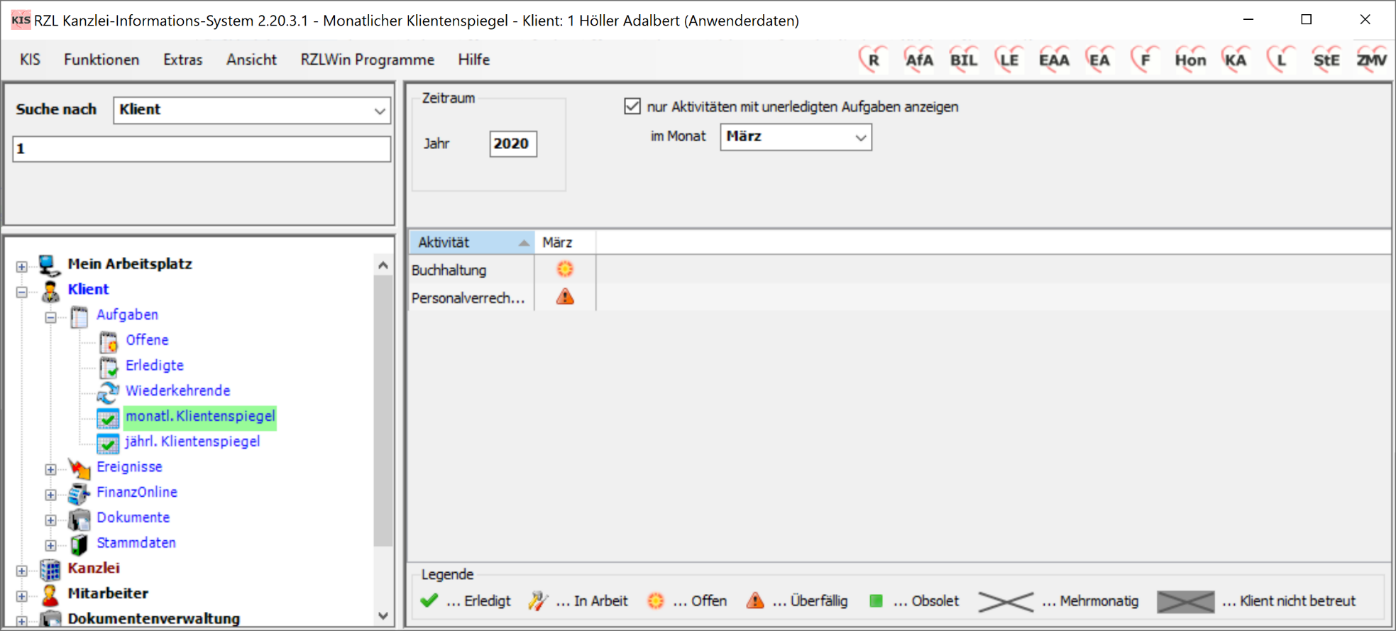 KIS RZL Kanzlei-Informations-System 2.20.3.1 - Monatlicher Klientenspiegel - Klient: 1 Höller Adalbert (Anwenderdaten)
KIS Funktionen Extras Ansicht RZLWin Programme Hilfe R AfA BIL LE EAA EA F Hon KA L StE ZMV
Suche nach Klient
1
Zeitraum
Jahr 2020
nur Aktivitäten mit unerledigten Aufgaben anzeigen
im Monat März
Mein Arbeitsplatz
Klient
Aufgaben
Offene
Erledigte
Wiederkehrende
monatl. Klientenspiegel
jährl. Klientenspiegel
Ereignisse
FinanzOnline
Dokumente
Stammdaten
Kanzlei
Mitarbeiter
Dokumentenverwaltung
Aktivität März
Buchhaltung
Personalverrech...
Legende
... Erledigt ... In Arbeit ... Offen ... Überfällig ... Obsolet ... Mehrmonatig ... Klient nicht betreut